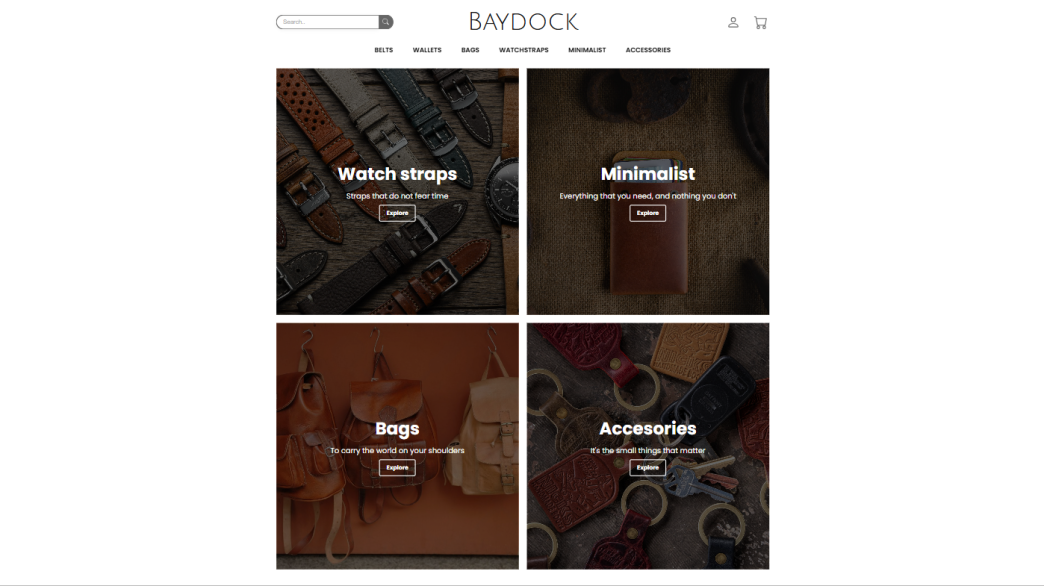 Search...
BAYDOCK
BELTS WALLETS BAGS WATCHSTRAPS MINIMALIST ACCESSORIES
Watch straps
Straps that do not fear time
Explore
Minimalist
Everything that you need, and nothing you don't
Explore
Bags
To carry the world on your shoulders
Explore
Accesories
It's the small things that matter
Explore